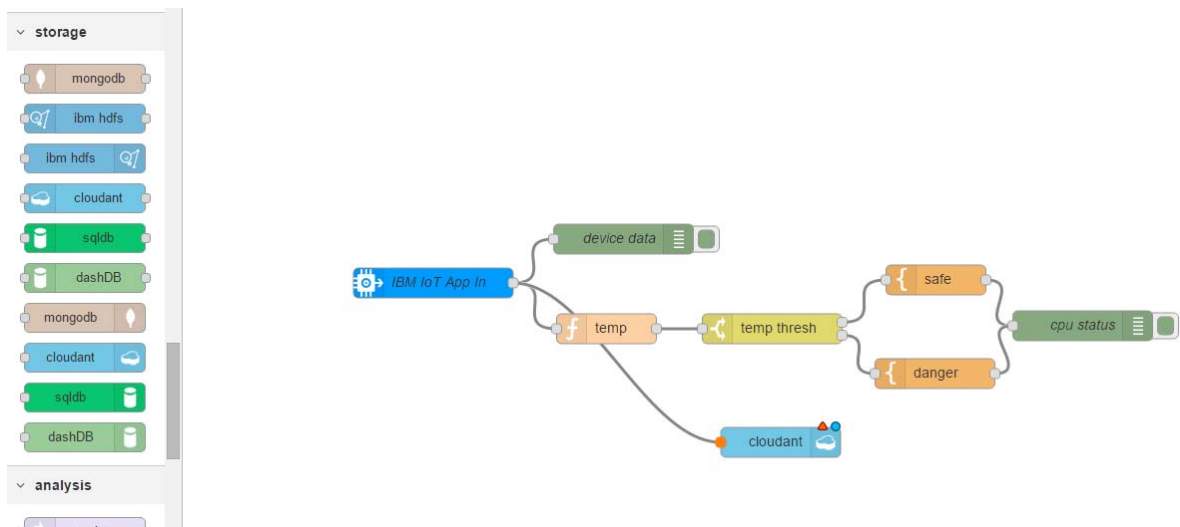 storage
mongodb
ibm hdfs
ibm hdfs
cloudant
sqldb
dashDB
mongodb
cloudant
sqldb
dashDB
analysis
device data
IBM IoT App In
temp
temp thresh
safe
danger
cpu status
cloudant